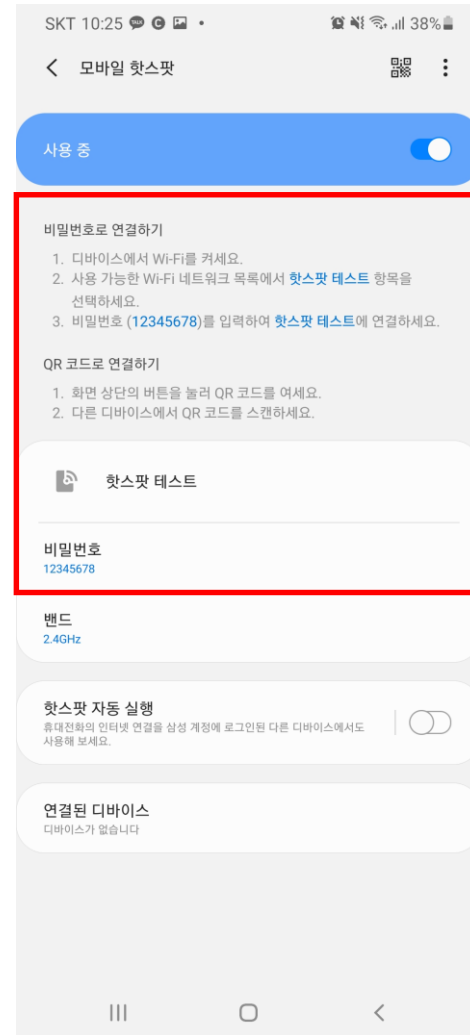 SKT 10:25 38%
모바일 핫스팟
사용 중
비밀번호로 연결하기
1. 디바이스에서 Wi-Fi를 켜세요.
2. 사용 가능한 Wi-Fi 네트워크 목록에서 핫스팟 테스트 항목을
선택하세요.
3. 비밀번호 (12345678)를 입력하여 핫스팟 테스트에 연결하세요.
QR 코드로 연결하기
1. 화면 상단의 버튼을 눌러 QR 코드를 여세요.
2. 다른 디바이스에서 QR 코드를 스캔하세요.
핫스팟 테스트
비밀번호
12345678
밴드
2.4GHz
핫스팟 자동 실행
휴대전화의 인터넷 연결을 삼성 계정에 로그인된 다른 디바이스에서도
사용해 보세요.
연결된 디바이스
디바이스가 없습니다